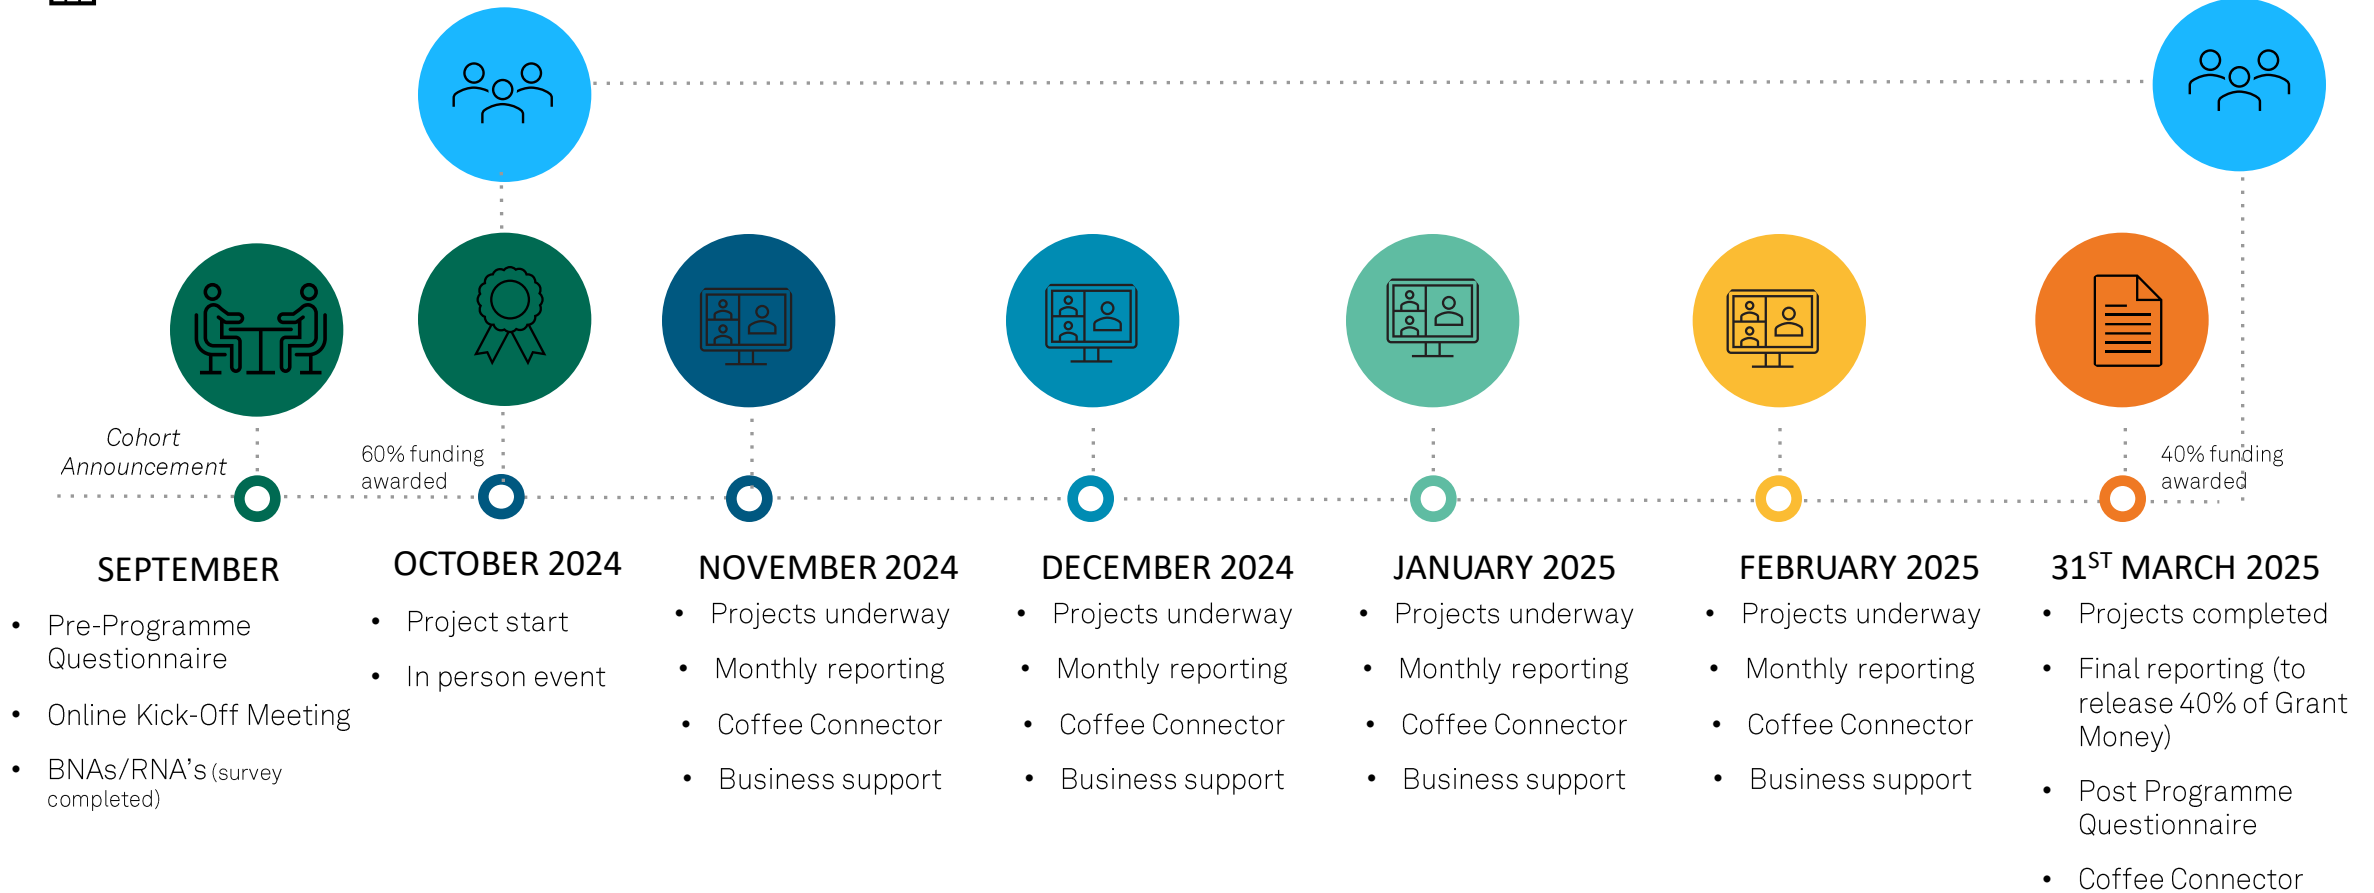 Cohort
Announcement
60% funding
awarded
40% funding
awarded
SEPTEMBER
• Pre-Programme
Questionnaire
• Online Kick-Off Meeting
• BNAs/RNA's (survey
completed)
OCTOBER 2024
• Project start
• In person event
NOVEMBER 2024
• Projects underway
• Monthly reporting
• Coffee Connector
• Business support
DECEMBER 2024
• Projects underway
• Monthly reporting
• Coffee Connector
• Business support
JANUARY 2025
• Projects underway
• Monthly reporting
• Coffee Connector
• Business support
FEBRUARY 2025
• Projects underway
• Monthly reporting
• Coffee Connector
• Business support
31ST MARCH 2025
• Projects completed
• Final reporting (to
release 40% of Grant
Money)
• Post Programme
Questionnaire
• Coffee Connector